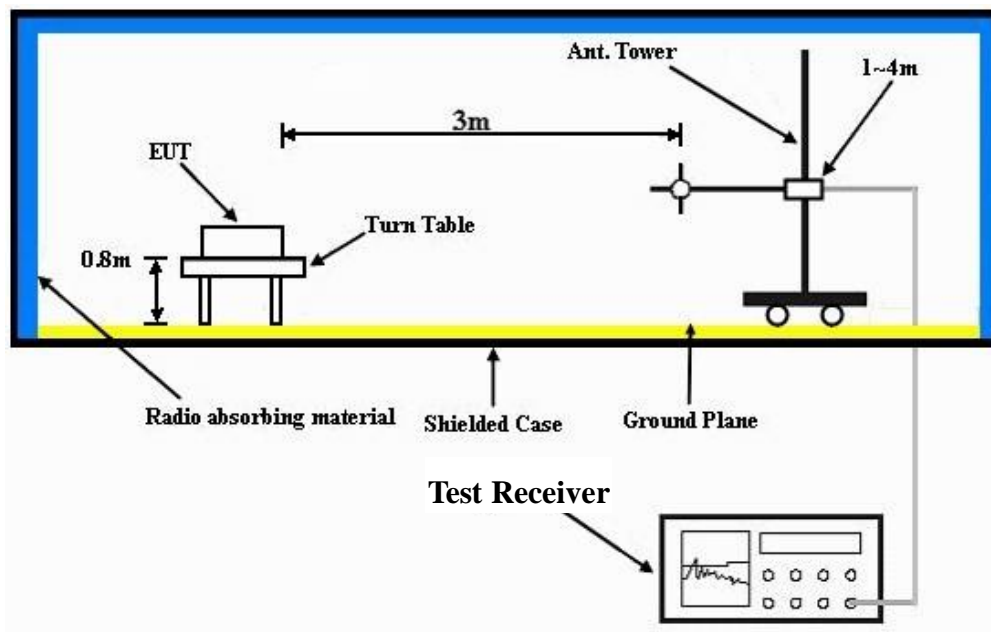 Ant. Tower
1~4m
3m
EUT
Turn Table
0.8m
Radio absorbing material
Shielded Case
Ground Plane
Test Receiver